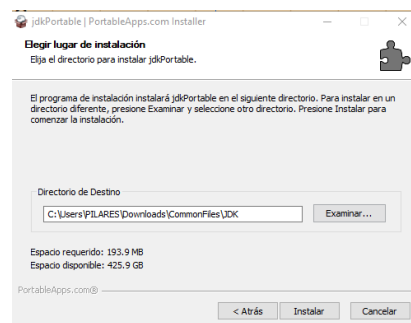 jdkPortable | PortableApps.com Installer
Elegir lugar de instalación
Elija el directorio para instalar jdkPortable.
El programa de instalación instalará jdkPortable en el siguiente directorio. Para instalar en un
directorio diferente, presione Examinar y seleccione otro directorio. Presione Instalar para
comenzar la instalación.
Directorio de Destino
C:\Users\PILARES\Downloads\CommonFiles\JDK
Examinar...
Espacio requerido: 193.9 MB
Espacio disponible: 425.9 GB
PortableApps.com®
< Atrás
Instalar
Cancelar